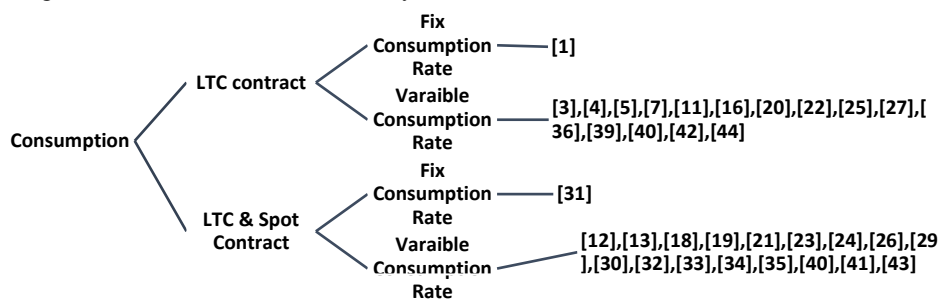 Consumption
LTC contract
Fix
Consumption
Rate
[1]
Varaible
Consumption
Rate
[3],[4],[5],[7],[11],[16],[20],[22],[25],[27],[
36],[39],[40],[42],[44]
LTC & Spot
Contract
Fix
Consumption
Rate
[31]
Varaible
Consumption
Rate
[12],[13],[18],[19],[21],[23],[24],[26],[29
],[30],[32],[33],[34],[35],[40],[41],[43]